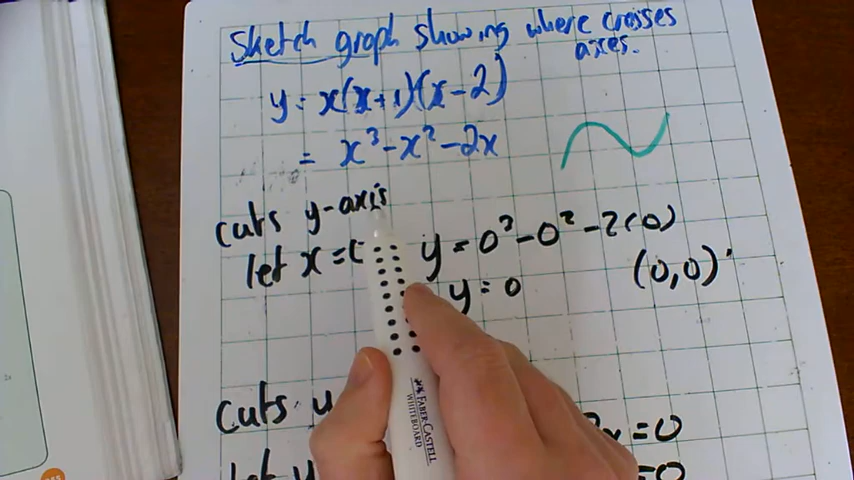 Sketch graph showing where crosses
axes.
y = x(x+1)(x-2)
= x³-x²-2x
cuts y-axis
let x =
y = 0³-0²-2(0)
y = 0
(0,0)
cuts
=0
let
=0
FABER-CASTELL
WHITEBOARD